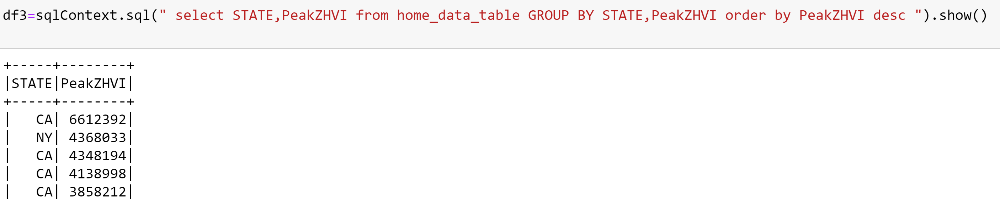 df3=sqlContext.sql(" select STATE,PeakZHVI from home_data_table GROUP BY STATE,PeakZHVI order by PeakZHVI desc ").show()
+-----+--------+
|STATE|PeakZHVI|
+-----+--------+
|   CA| 6612392|
|   NY| 4368033|
|   CA| 4348194|
|   CA| 4138998|
|   CA| 3858212|